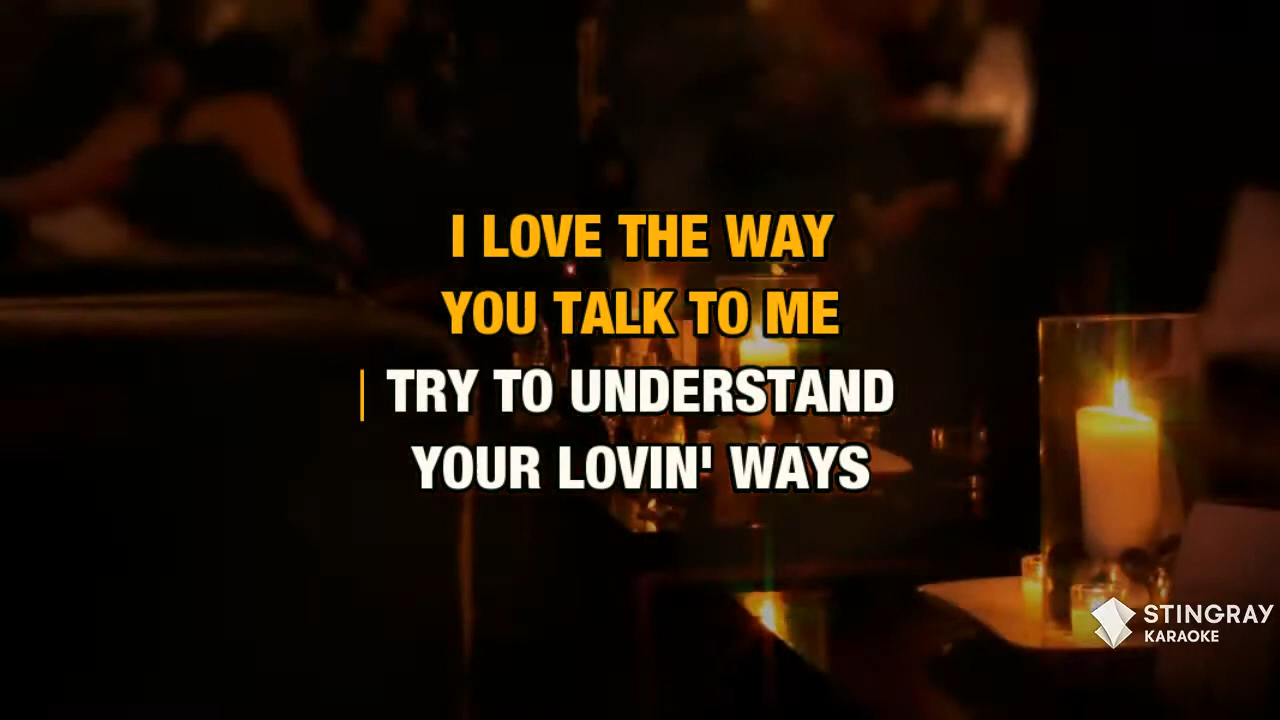 I LOVE THE WAY
YOU TALK TO ME
TRY TO UNDERSTAND
YOUR LOVIN' WAYS
STINGRAY
KARAOKE